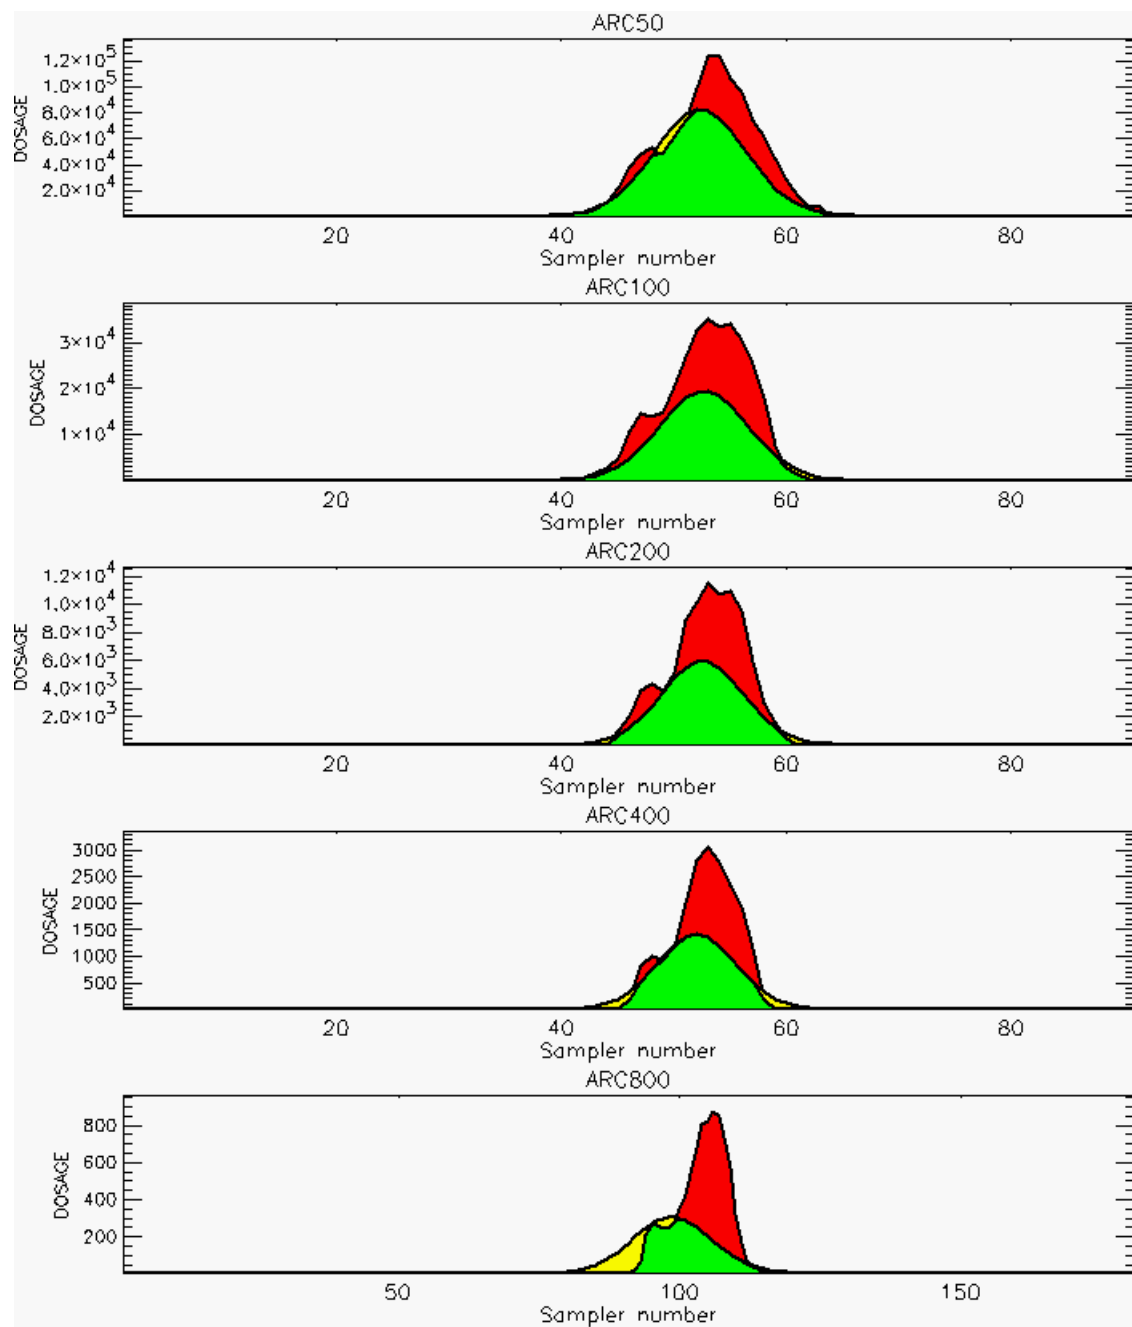 ARC50
1.2×10^5
1.0×10^5
8.0×10^4
6.0×10^4
4.0×10^4
2.0×10^4
DOSAGE
20 40 60 80
Sampler number
ARC100
3×10^4
2×10^4
1×10^4
DOSAGE
20 40 60 80
Sampler number
ARC200
1.2×10^4
1.0×10^4
8.0×10^3
6.0×10^3
4.0×10^3
2.0×10^3
DOSAGE
20 40 60 80
Sampler number
ARC400
3000
2500
2000
1500
1000
500
DOSAGE
20 40 60 80
Sampler number
ARC800
800
600
400
200
DOSAGE
50 100 150
Sampler number